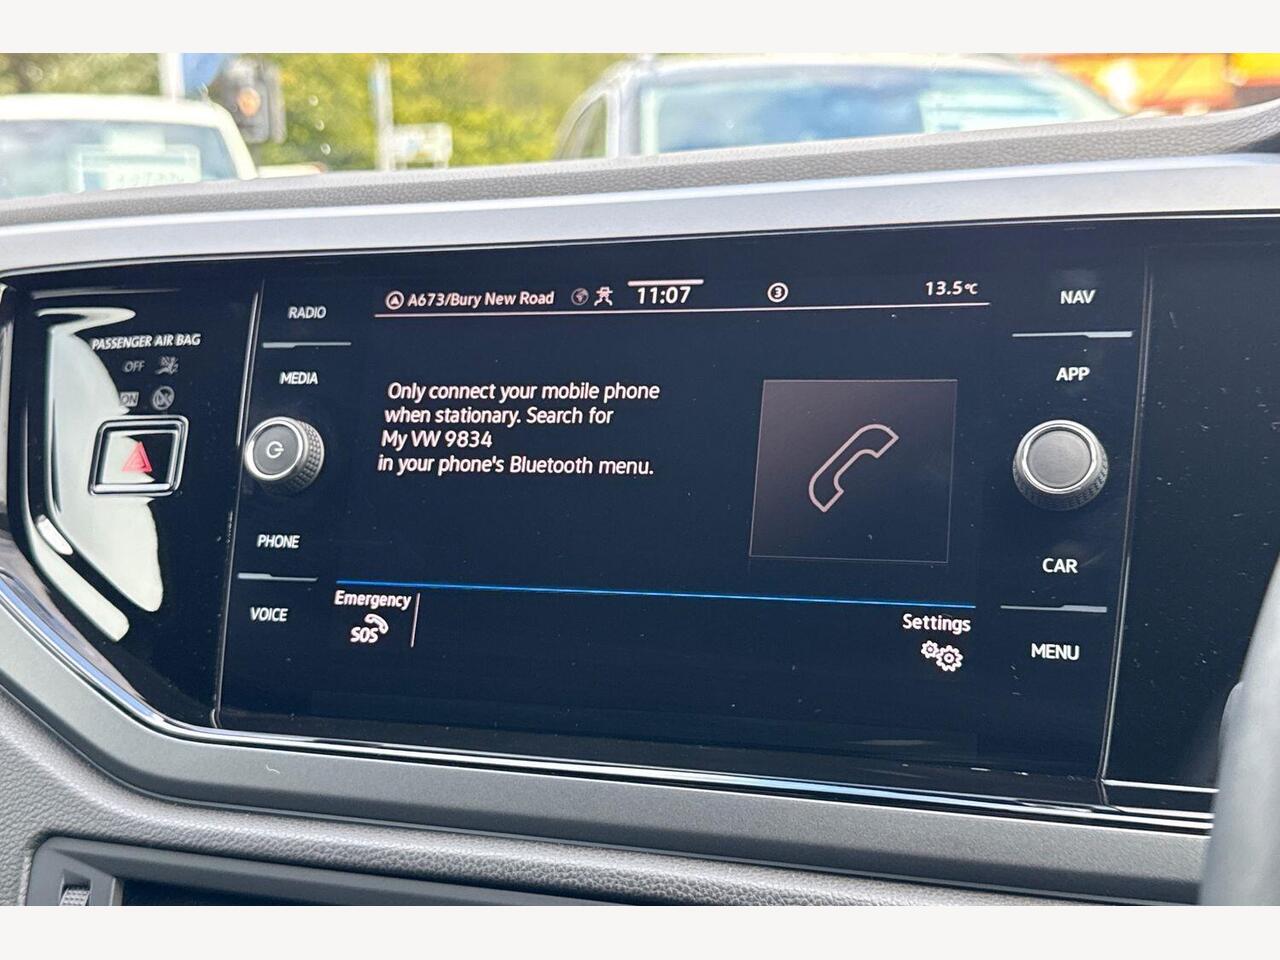 PASSENGER AIR BAG
OFF
ON
RADIO
MEDIA
PHONE
VOICE
A673/Bury New Road
11:07
3
13.5°C
Only connect your mobile phone
when stationary. Search for
My VW 9834
in your phone's Bluetooth menu.
Emergency
SOS
Settings
NAV
APP
CAR
MENU